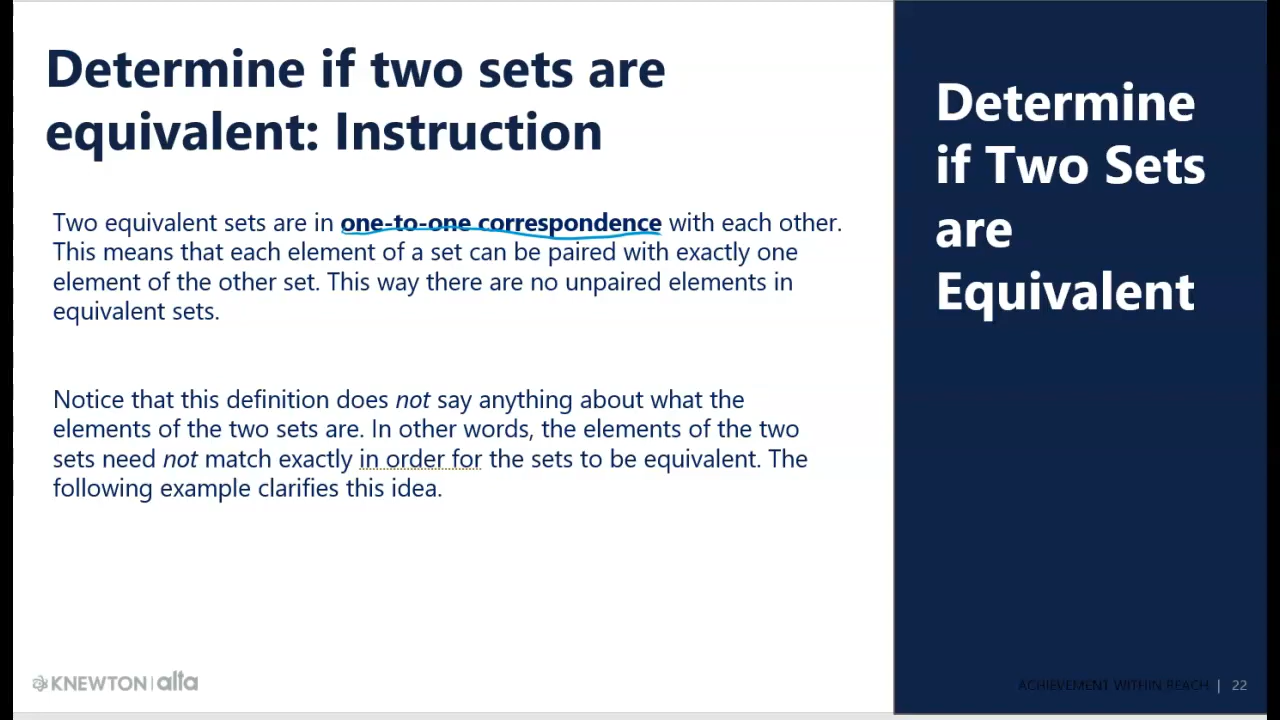 Determine if two sets are
equivalent: Instruction
Two equivalent sets are in one-to-one correspondence with each other.
This means that each element of a set can be paired with exactly one
element of the other set. This way there are no unpaired elements in
equivalent sets.
Notice that this definition does not say anything about what the
elements of the two sets are. In other words, the elements of the two
sets need not match exactly in order for the sets to be equivalent. The
following example clarifies this idea.
KNEWTON | alta
Determine
if Two Sets
are
Equivalent
ACHIEVEMENT WITHIN REACH | 22